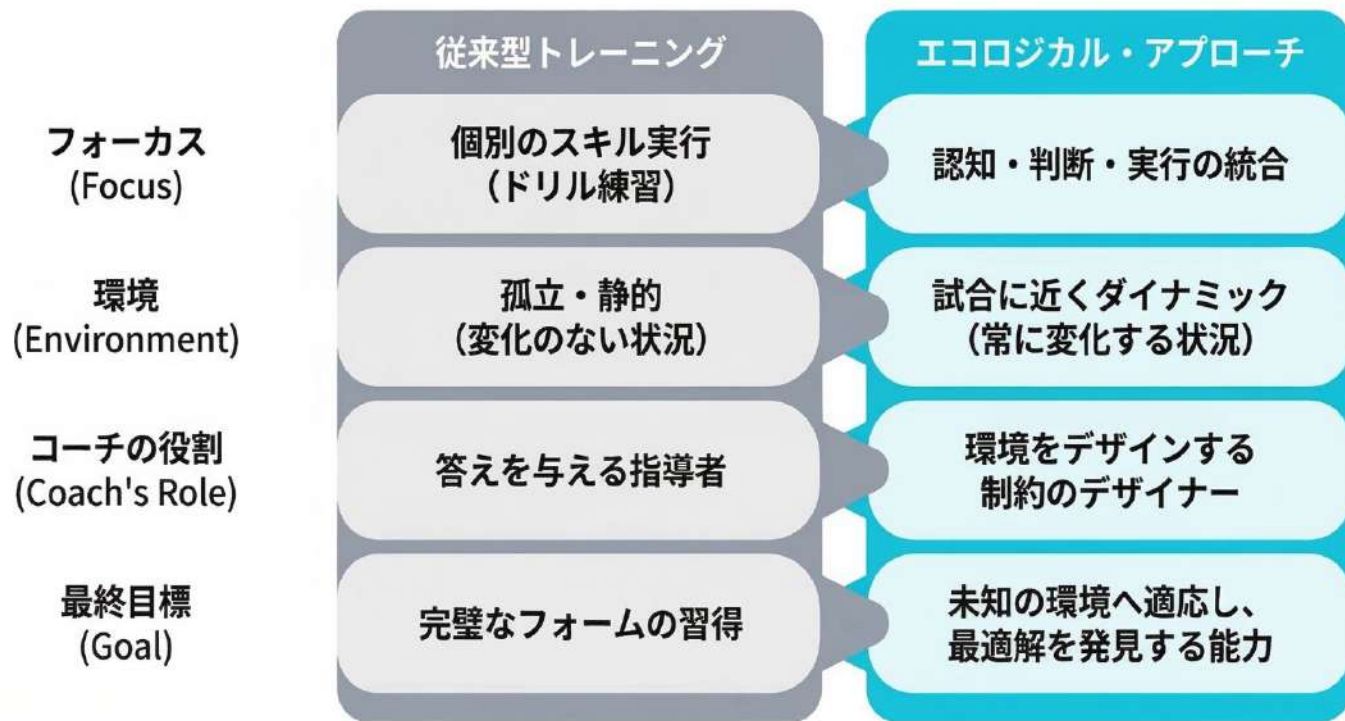 従来型トレーニング
エコロジカル・アプローチ
フォーカス
(Focus)
個別のスキル実行
（ドリル練習）
認知・判断・実行の統合
環境
(Environment)
孤立・静的
（変化のない状況）
試合に近くダイナミック
（常に変化する状況）
コーチの役割
(Coach's Role)
答えを与える指導者
環境をデザインする
制約のデザイナー
最終目標
(Goal)
完璧なフォームの習得
未知の環境へ適応し、
最適解を発見する能力